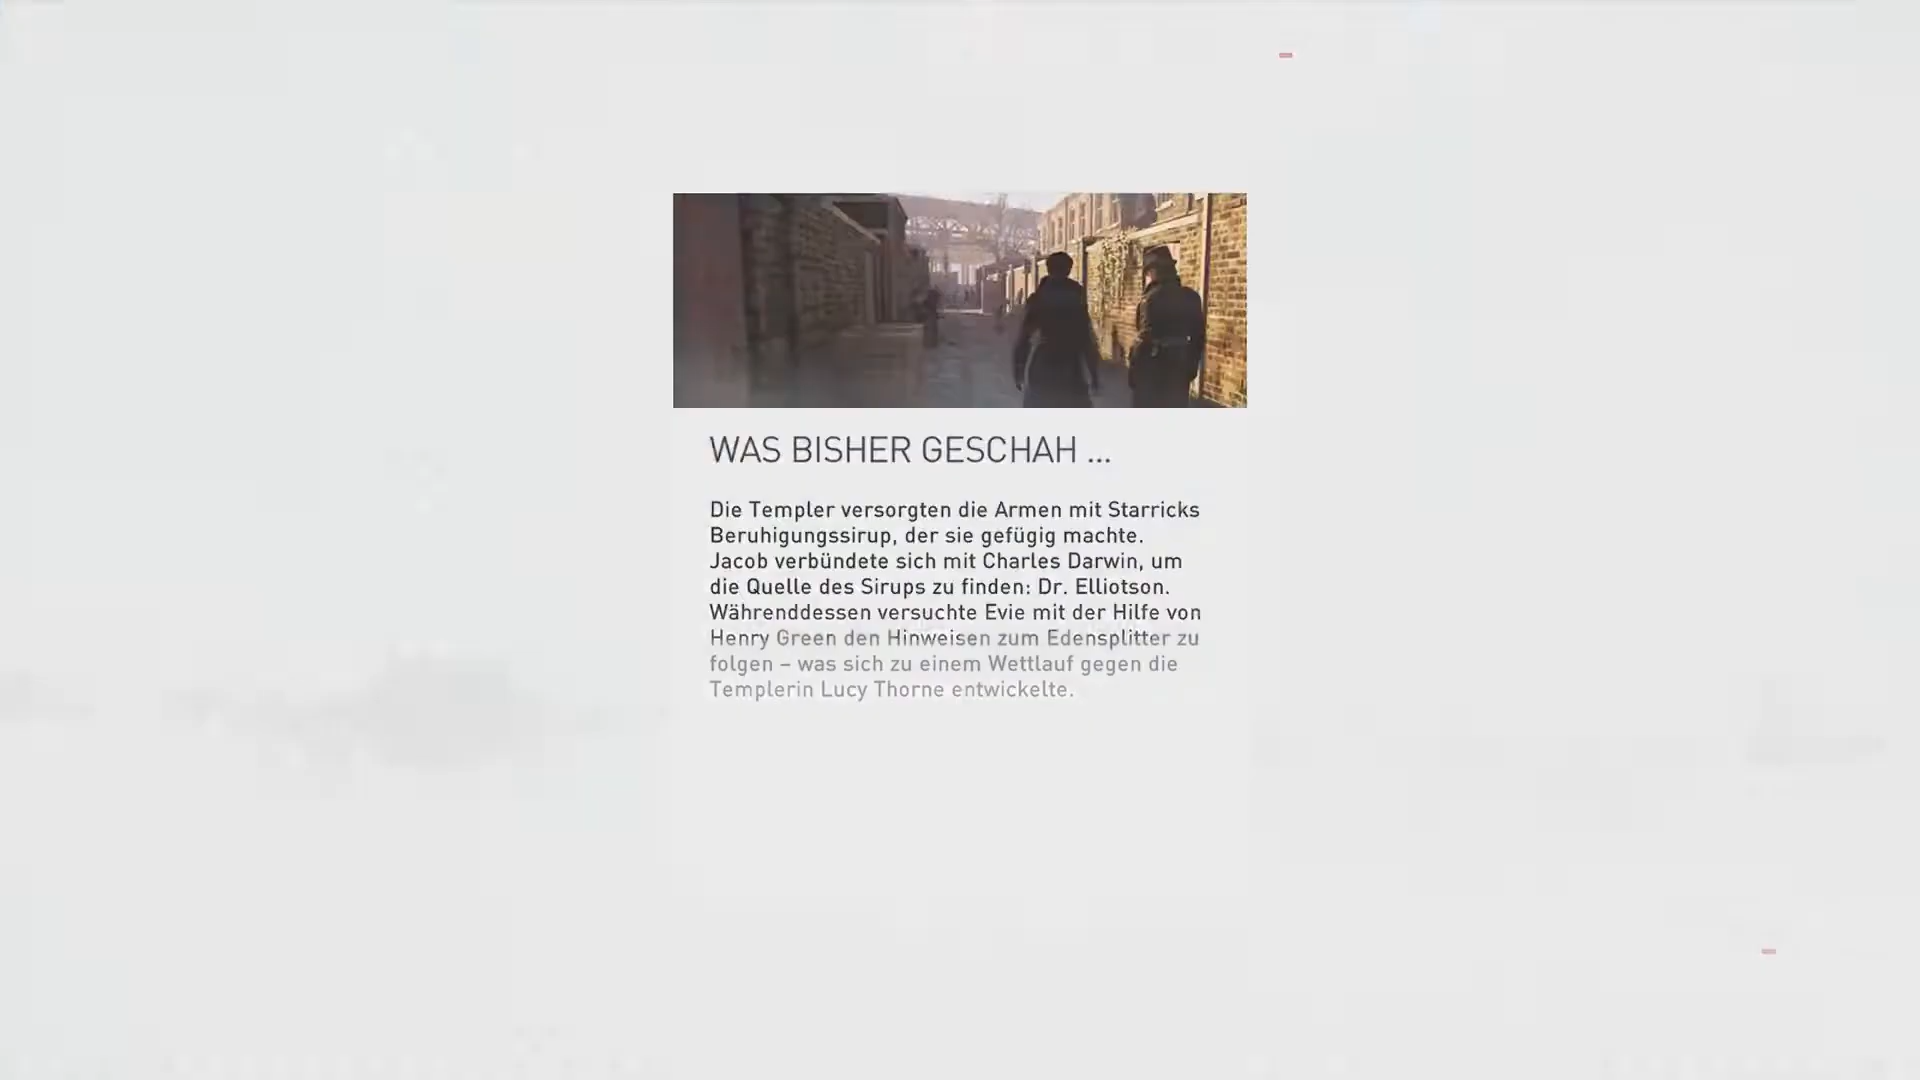 WAS BISHER GESCHAH ...
Die Templer versorgten die Armen mit Starricks
Beruhigungssirup, der sie gefügig machte.
Jacob verbündete sich mit Charles Darwin, um
die Quelle des Sirups zu finden: Dr. Elliotson.
Währenddessen versuchte Evie mit der Hilfe von
Henry Green den Hinweisen zum Edensplitter zu
folgen – was sich zu einem Wettlauf gegen die
Templerin Lucy Thorne entwickelte.